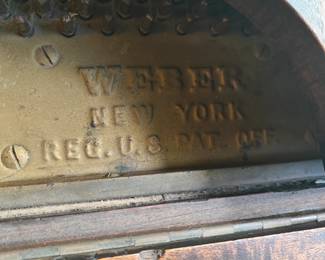 WEBER
NEW YORK
REG. U.S. PAT. OFF